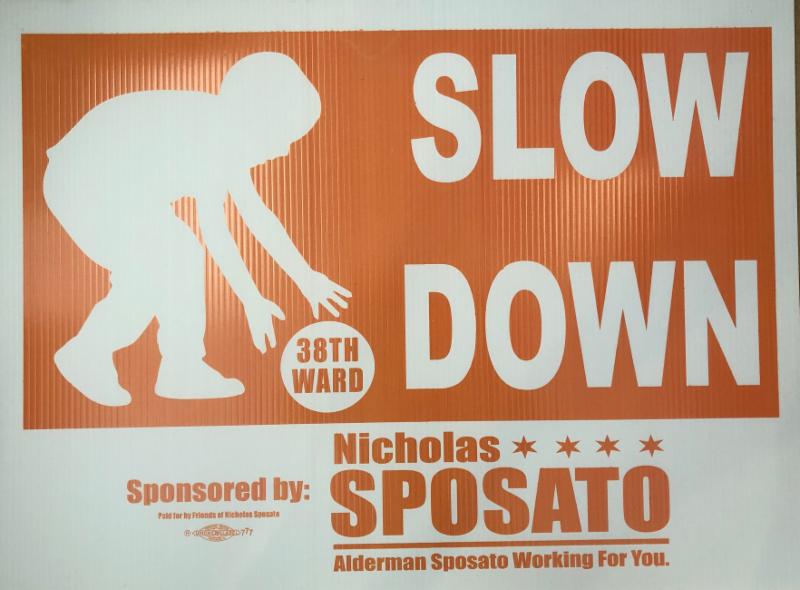 SLOW
DOWN
38TH
WARD
Nicholas
SPOSATO
Sponsored by:
Paid for by Friends of Nicholas Sposato
Alderman Sposato Working For You.
777